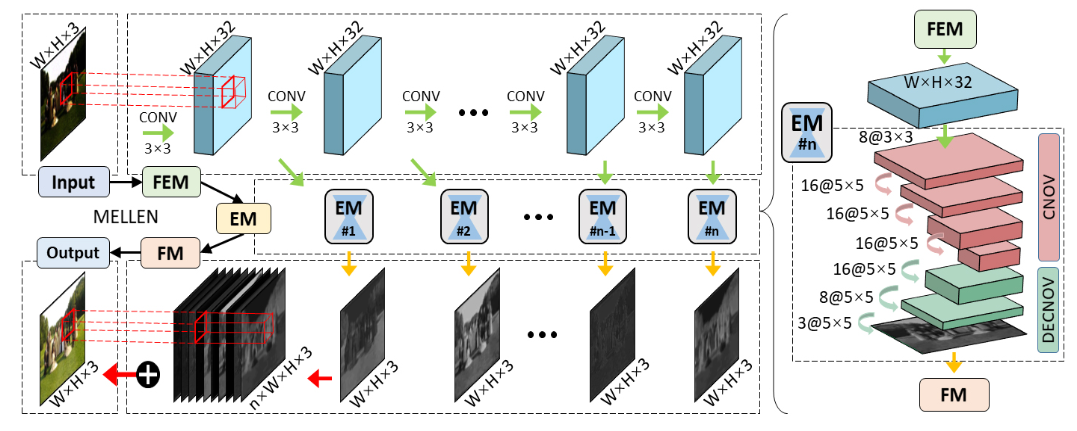 W×H×3
W×H×32
W×H×32
W×H×32
W×H×32
CONV
3×3
CONV
3×3
CONV
3×3
CONV
3×3
CONV
3×3
Input
FEM
MELLEN
EM
Output
FM
EM
#1
EM
#2
EM
#n-1
EM
#n
W×H×3
n×W×H×3
W×H×3
W×H×3
W×H×3
W×H×3
FEM
W×H×32
EM
#n
8@3×3
16@5×5
16@5×5
16@5×5
16@5×5
8@5×5
3@5×5
CNOV
DECNOV
FM